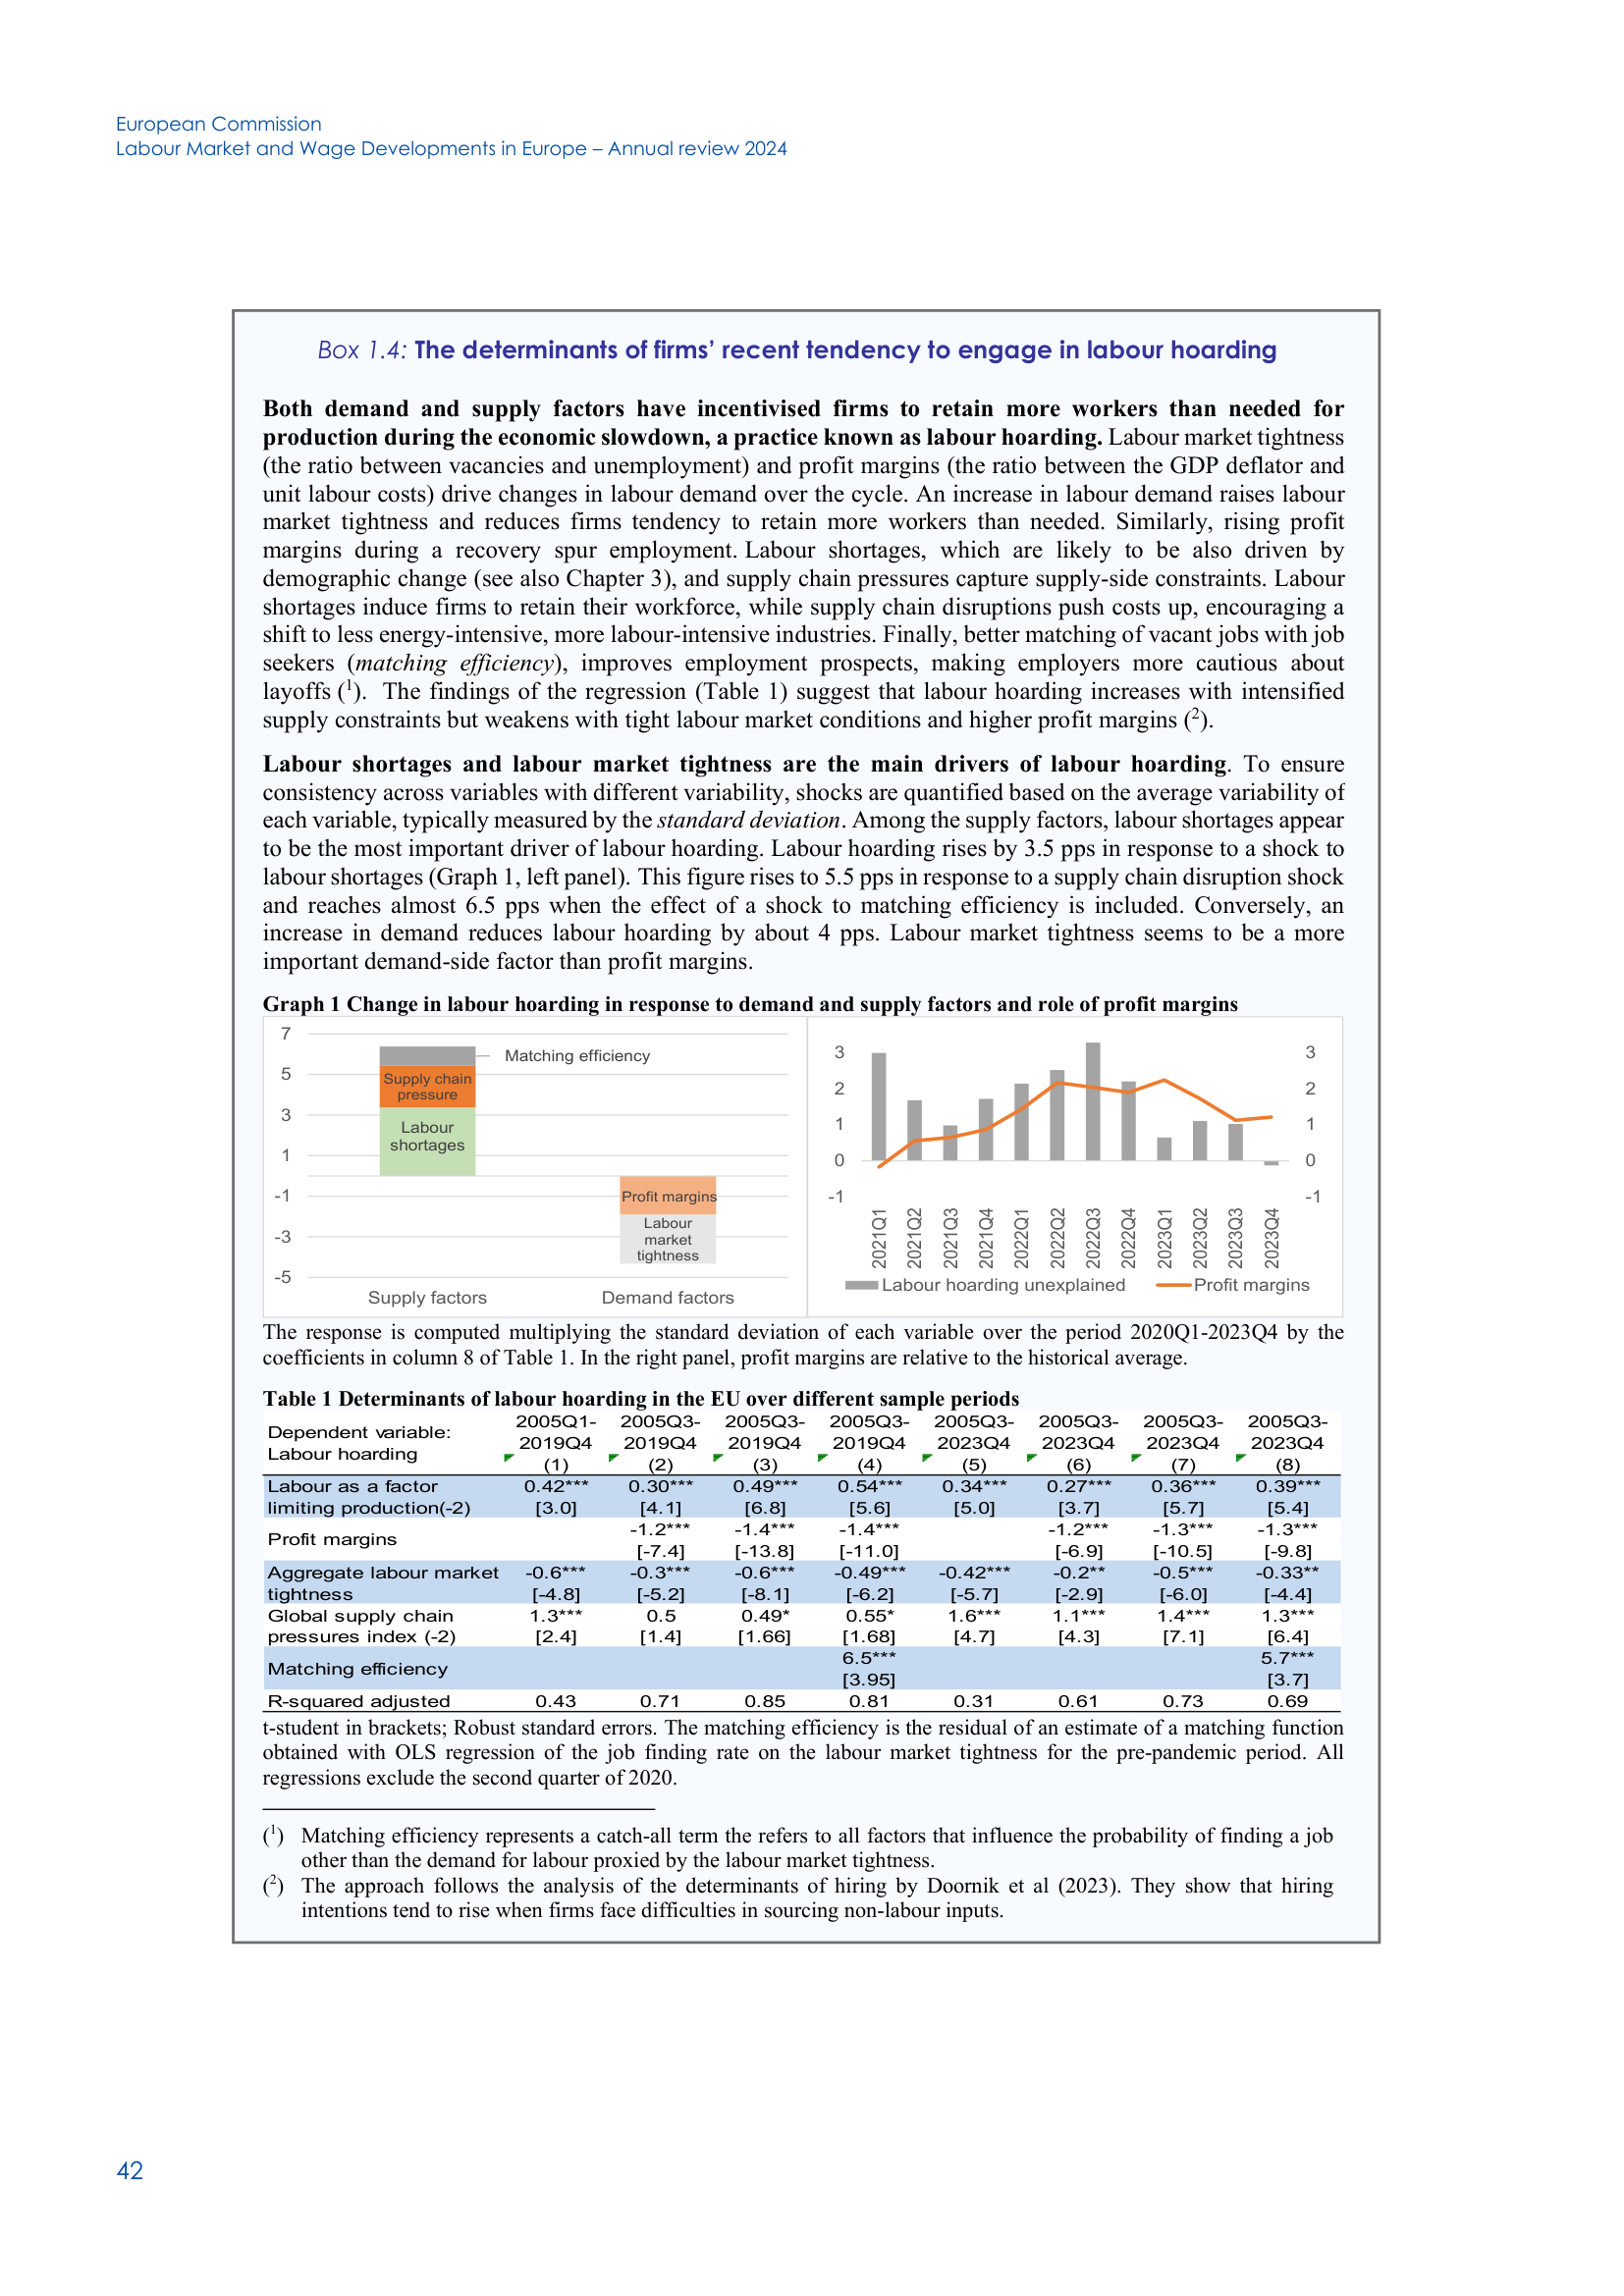 European Commission
Labour Market and Wage Developments in Europe – Annual review 2024
Box 1.4: The determinants of firms’ recent tendency to engage in labour hoarding
Both demand and supply factors have incentivised firms to retain more workers than needed for
production during the economic slowdown, a practice known as labour hoarding. Labour market tightness
(the ratio between vacancies and unemployment) and profit margins (the ratio between the GDP deflator and
unit labour costs) drive changes in labour demand over the cycle. An increase in labour demand raises labour
market tightness and reduces firms tendency to retain more workers than needed. Similarly, rising profit
margins during a recovery spur employment. Labour shortages, which are likely to be also driven by
demographic change (see also Chapter 3), and supply chain pressures capture supply-side constraints. Labour
shortages induce firms to retain their workforce, while supply chain disruptions push costs up, encouraging a
shift to less energy-intensive, more labour-intensive industries. Finally, better matching of vacant jobs with job
seekers (matching efficiency), improves employment prospects, making employers more cautious about
layoffs (1). The findings of the regression (Table 1) suggest that labour hoarding increases with intensified
supply constraints but weakens with tight labour market conditions and higher profit margins (2).
Labour shortages and labour market tightness are the main drivers of labour hoarding. To ensure
consistency across variables with different variability, shocks are quantified based on the average variability of
each variable, typically measured by the standard deviation. Among the supply factors, labour shortages appear
to be the most important driver of labour hoarding. Labour hoarding rises by 3.5 pps in response to a shock to
labour shortages (Graph 1, left panel). This figure rises to 5.5 pps in response to a supply chain disruption shock
and reaches almost 6.5 pps when the effect of a shock to matching efficiency is included. Conversely, an
increase in demand reduces labour hoarding by about 4 pps. Labour market tightness seems to be a more
important demand-side factor than profit margins.
Graph 1 Change in labour hoarding in response to demand and supply factors and role of profit margins
7
5
3
1
-1
-3
-5
Matching efficiency
Supply chain
pressure
Labour
shortages
Profit margins
Labour
market
tightness
Supply factors Demand factors
3
2
1
0
-1
3
2
1
0
-1
2021Q1
2021Q2
2021Q3
2021Q4
2022Q1
2022Q2
2022Q3
2022Q4
2023Q1
2023Q2
2023Q3
2023Q4
Labour hoarding unexplained Profit margins
The response is computed multiplying the standard deviation of each variable over the period 2020Q1-2023Q4 by the
coefficients in column 8 of Table 1. In the right panel, profit margins are relative to the historical average.
Table 1 Determinants of labour hoarding in the EU over different sample periods
Dependent variable:
Labour hoarding
2005Q1- 2005Q3- 2005Q3- 2005Q3- 2005Q3- 2005Q3- 2005Q3- 2005Q3-
2019Q4 2019Q4 2019Q4 2019Q4 2023Q4 2023Q4 2023Q4 2023Q4
(1) (2) (3) (4) (5) (6) (7) (8)
Labour as a factor 0.42*** 0.30*** 0.49*** 0.54*** 0.34*** 0.27*** 0.36*** 0.39***
limiting production(-2) [3.0] [4.1] [6.8] [5.6] [5.0] [3.7] [5.7] [5.4]
Profit margins
-1.2*** -1.4*** -1.4*** -1.2*** -1.3*** -1.3***
[-7.4] [-13.8] [-11.0] [-6.9] [-10.5] [-9.8]
Aggregate labour market -0.6*** -0.3*** -0.6*** -0.49*** -0.42*** -0.2** -0.5*** -0.33**
tightness [-4.8] [-5.2] [-8.1] [-6.2] [-5.7] [-2.9] [-6.0] [-4.4]
Global supply chain 1.3*** 0.5 0.49* 0.55* 1.6*** 1.1*** 1.4*** 1.3***
pressures index (-2) [2.4] [1.4] [1.66] [1.68] [4.7] [4.3] [7.1] [6.4]
Matching efficiency
6.5*** 5.7***
[3.95] [3.7]
R-squared adjusted 0.43 0.71 0.85 0.81 0.31 0.61 0.73 0.69
t-student in brackets; Robust standard errors. The matching efficiency is the residual of an estimate of a matching function
obtained with OLS regression of the job finding rate on the labour market tightness for the pre-pandemic period. All
regressions exclude the second quarter of 2020.
(1) Matching efficiency represents a catch-all term the refers to all factors that influence the probability of finding a job
other than the demand for labour proxied by the labour market tightness.
(2) The approach follows the analysis of the determinants of hiring by Doornik et al (2023). They show that hiring
intentions tend to rise when firms face difficulties in sourcing non-labour inputs.
42